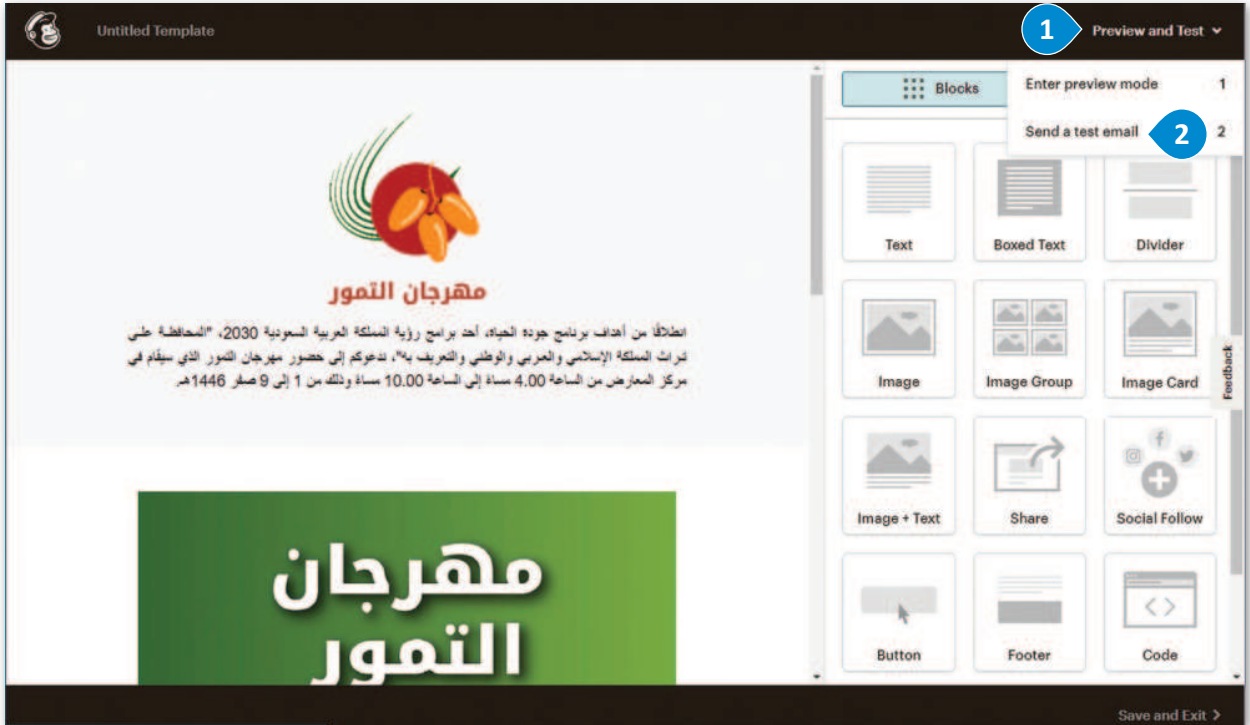 Untitled Template
1
Preview and Test
Blocks
Enter preview mode 1
Send a test email 2 2
مهرجان التمور
انطلاقًا من أهداف برنامج جودة الحياة، أحد برامج رؤية المملكة العربية السعودية 2030، "المحافظة على
تراث المملكة الإسلامي والعربي والوطني والتعريف به"، ندعوكم إلى حضور مهرجان التمور الذي سيقام في
مركز المعارض من الساعة 4.00 مساءً إلى الساعة 10.00 مساءً وذلك من 1 إلى 9 صفر 1446هـ.
مهرجان
التمور
Text
Boxed Text
Divider
Image
Image Group
Image Card
Feedback
Image + Text
Share
Social Follow
Button
Footer
Code
Save and Exit